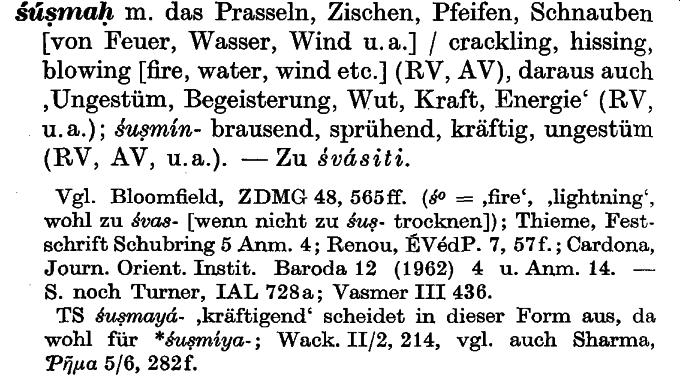 śúṣmaḥ m. das Prasseln, Zischen, Pfeifen, Schnauben
[von Feuer, Wasser, Wind u.a.] / crackling, hissing,
blowing [fire, water, wind etc.] (RV, AV), daraus auch
‚Ungestüm, Begeisterung, Wut, Kraft, Energie‘ (RV,
u.a.); śuṣmín- brausend, sprühend, kräftig, ungestüm
(RV, AV, u.a.). — Zu śvásiti.
Vgl. Bloomfield, ZDMG 48, 565ff. (ś⁰ = ‚fire‘, ‚lightning‘,
wohl zu śvas- [wenn nicht zu śuṣ- trocknen]); Thieme, Fest-
schrift Schubring 5 Anm. 4; Renou, ÉVédP. 7, 57f.; Cardona,
Journ. Orient. Instit. Baroda 12 (1962) 4 u. Anm. 14. —
S. noch Turner, IAL 728a; Vasmer III 436.
TS śuṣmayá- ‚kräftigend‘ scheidet in dieser Form aus, da
wohl für *śuṣmíya-; Wack. II/2, 214, vgl. auch Sharma,
Ῥῆμα 5/6, 282f.